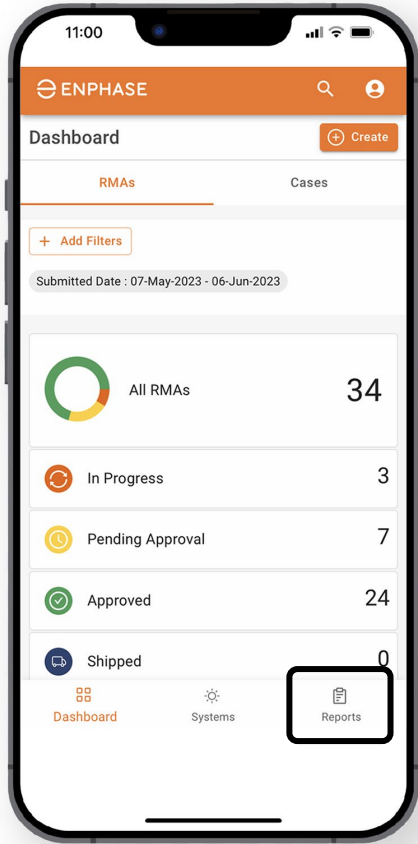 11:00
ENPHASE
Dashboard
Create
RMAs Cases
+ Add Filters
Submitted Date : 07-May-2023 - 06-Jun-2023
All RMAs 34
In Progress 3
Pending Approval 7
Approved 24
Shipped 0
Dashboard Systems Reports